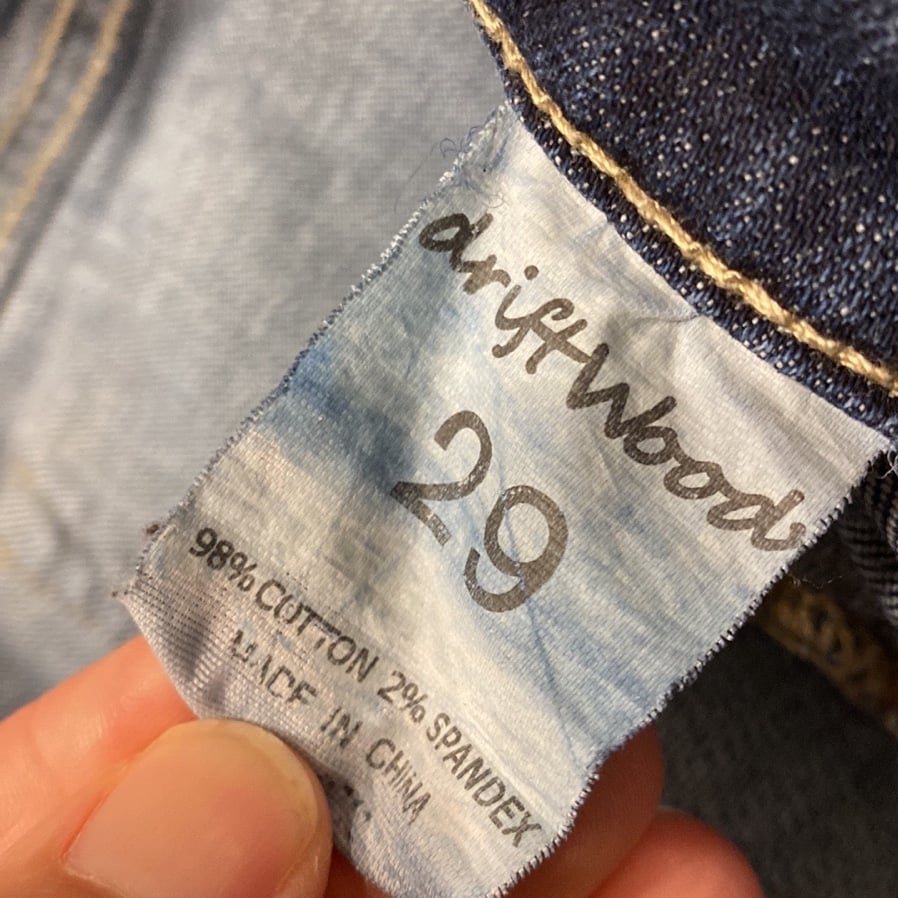 driftWood
29
98% COTTON 2% SPANDEX
MADE IN CHINA